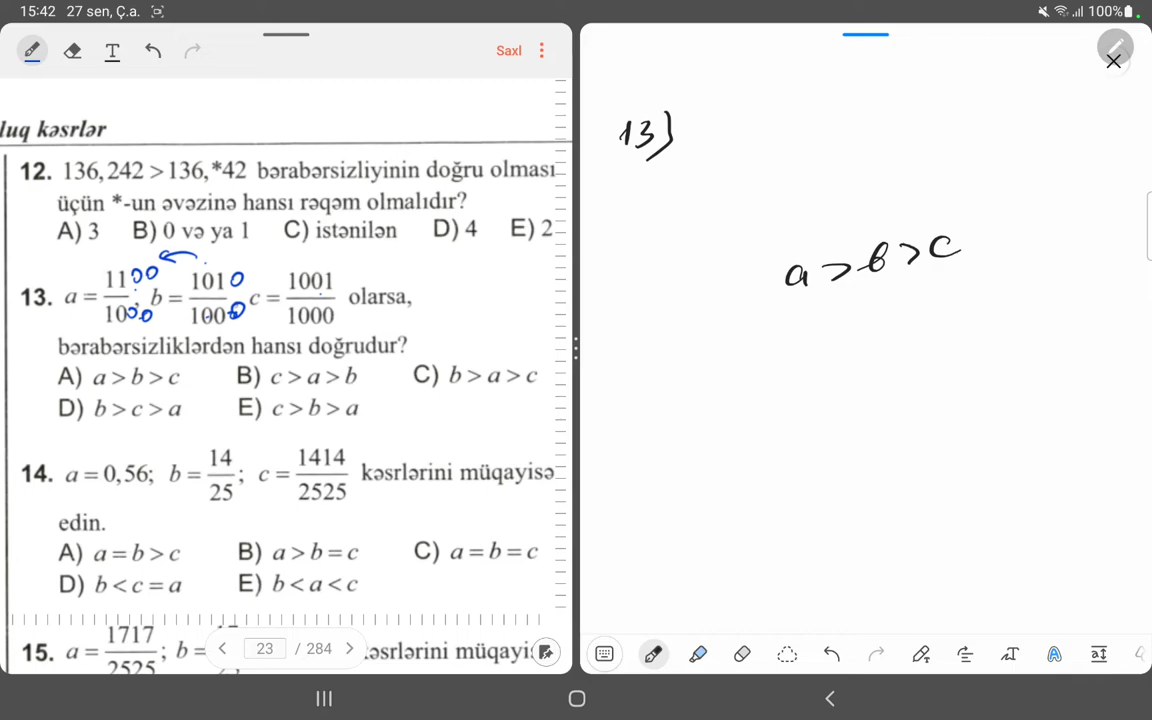 15:42 27 sen, Ç.a. 100%
Saxl
luq kəsrlər
12. 136,242 > 136,*42 bərabərsizliyinin doğru olması
üçün *-un əvəzinə hansı rəqəm olmalıdır?
A) 3 B) 0 və ya 1 C) istənilən D) 4 E) 2
13. a = 1100/1000; b = 1010/1000 c = 1001/1000 olarsa,
bərabərsizliklərdən hansı doğrudur?
A) a > b > c B) c > a > b C) b > a > c
D) b > c > a E) c > b > a
14. a = 0,56; b = 14/25; c = 1414/2525 kəsrlərini müqayisə
edin.
A) a = b > c B) a > b = c C) a = b = c
D) b < c = a E) b < a < c
15. a = 1717/2525; b = kəsrlərini müqayi
23 / 284
13)
a > b > c